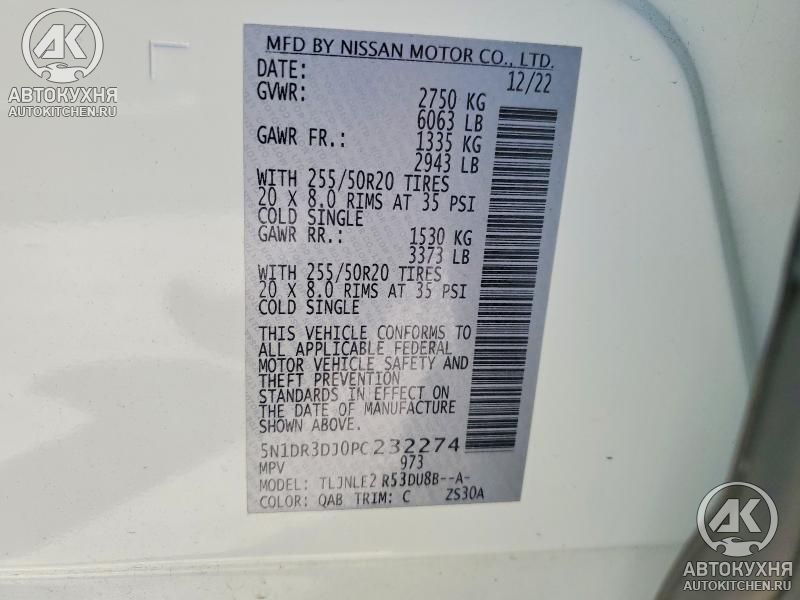 АК
АВТОКУХНЯ
AUTOKITCHEN.RU
MFD BY NISSAN MOTOR CO., LTD.
DATE: 12/22
GVWR: 2750 KG
6063 LB
GAWR FR.: 1335 KG
2943 LB
WITH 255/50R20 TIRES
20 X 8.0 RIMS AT 35 PSI
COLD SINGLE
GAWR RR.: 1530 KG
3373 LB
WITH 255/50R20 TIRES
20 X 8.0 RIMS AT 35 PSI
COLD SINGLE
THIS VEHICLE CONFORMS TO
ALL APPLICABLE FEDERAL
MOTOR VEHICLE SAFETY AND
THEFT PREVENTION
STANDARDS IN EFFECT ON
THE DATE OF MANUFACTURE
SHOWN ABOVE.
5N1DR3DJ0PC232274
MPV 973
MODEL: TLJNLE2 R53DU8B--A-
COLOR: QAB TRIM: C ZS30A
АК
АВТОКУХНЯ
AUTOKITCHEN.RU